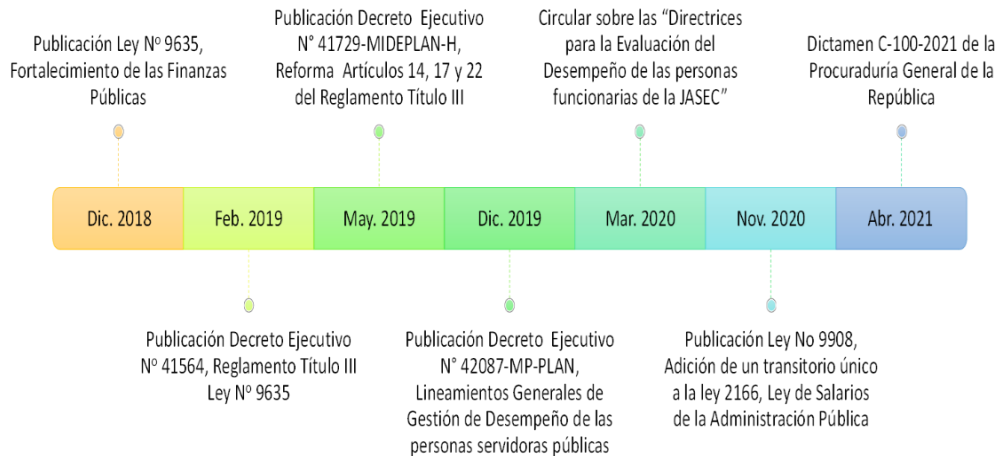 Publicación Ley Nº 9635,
Fortalecimiento de las Finanzas
Públicas
Publicación Decreto Ejecutivo
N° 41729-MIDEPLAN-H,
Reforma Artículos 14, 17 y 22
del Reglamento Título III
Circular sobre las “Directrices
para la Evaluación del
Desempeño de las personas
funcionarias de la JASEC”
Dictamen C-100-2021 de la
Procuraduría General de la
República
Dic. 2018
Feb. 2019
May. 2019
Dic. 2019
Mar. 2020
Nov. 2020
Abr. 2021
Publicación Decreto Ejecutivo
Nº 41564, Reglamento Título III
Ley Nº 9635
Publicación Decreto Ejecutivo
N° 42087-MP-PLAN,
Lineamientos Generales de
Gestión de Desempeño de las
personas servidoras públicas
Publicación Ley No 9908,
Adición de un transitorio único
a la ley 2166, Ley de Salarios
de la Administración Pública